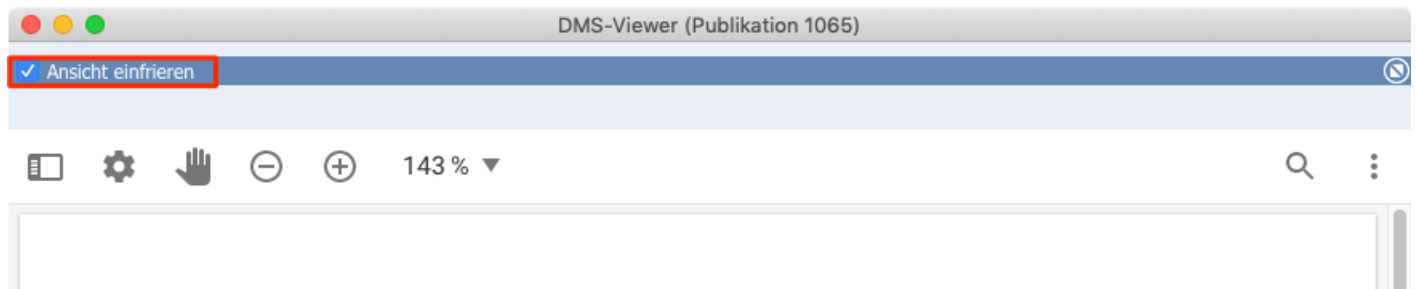 DMS-Viewer (Publikation 1065)
Ansicht einfrieren
143 %